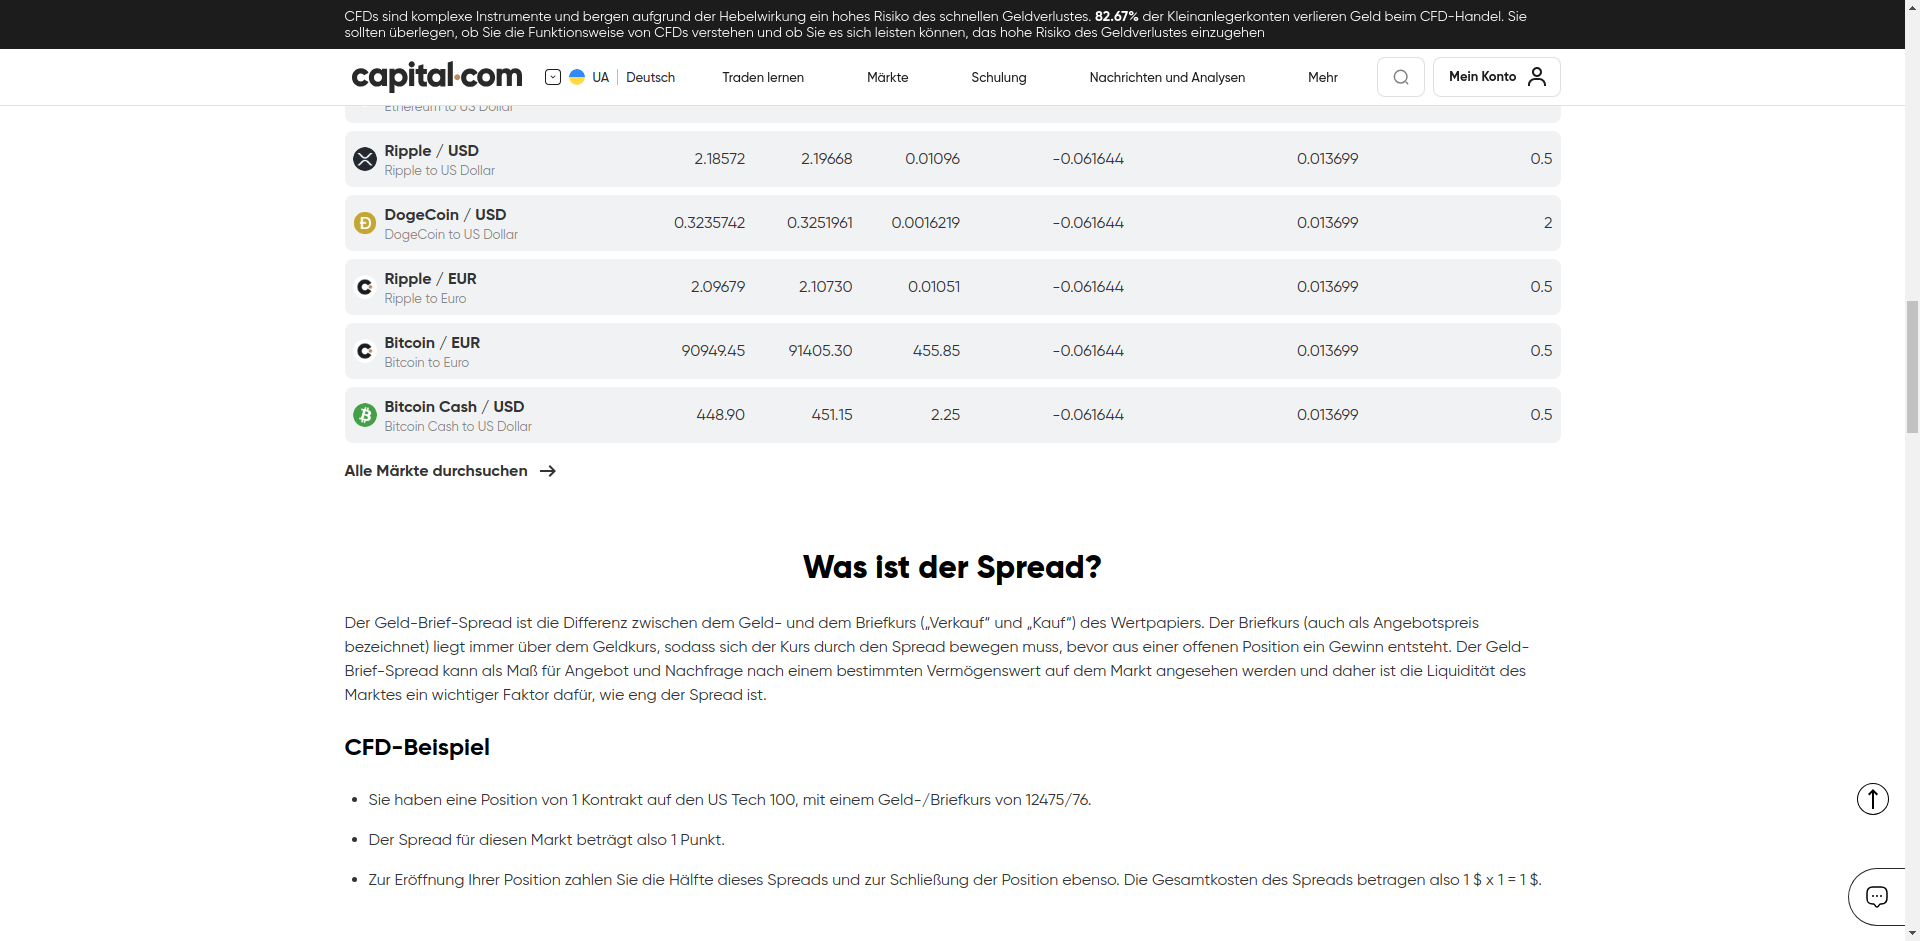 CFDs sind komplexe Instrumente und bergen aufgrund der Hebelwirkung ein hohes Risiko des schnellen Geldverlustes. 82.67% der Kleinanlegerkonten verlieren Geld beim CFD-Handel. Sie
sollten überlegen, ob Sie die Funktionsweise von CFDs verstehen und ob Sie es sich leisten können, das hohe Risiko des Geldverlustes einzugehen
capital.com UA Deutsch Traden lernen Märkte Schulung Nachrichten und Analysen Mehr Mein Konto
Ethereum to US Dollar
Ripple / USD 2.18572 2.19668 0.01096 -0.061644 0.013699 0.5
Ripple to US Dollar
DogeCoin / USD 0.3235742 0.3251961 0.0016219 -0.061644 0.013699 2
DogeCoin to US Dollar
Ripple / EUR 2.09679 2.10730 0.01051 -0.061644 0.013699 0.5
Ripple to Euro
Bitcoin / EUR 90949.45 91405.30 455.85 -0.061644 0.013699 0.5
Bitcoin to Euro
Bitcoin Cash / USD 448.90 451.15 2.25 -0.061644 0.013699 0.5
Bitcoin Cash to US Dollar
Alle Märkte durchsuchen
Was ist der Spread?
Der Geld-Brief-Spread ist die Differenz zwischen dem Geld- und dem Briefkurs („Verkauf“ und „Kauf“) des Wertpapiers. Der Briefkurs (auch als Angebotspreis
bezeichnet) liegt immer über dem Geldkurs, sodass sich der Kurs durch den Spread bewegen muss, bevor aus einer offenen Position ein Gewinn entsteht. Der Geld-
Brief-Spread kann als Maß für Angebot und Nachfrage nach einem bestimmten Vermögenswert auf dem Markt angesehen werden und daher ist die Liquidität des
Marktes ein wichtiger Faktor dafür, wie eng der Spread ist.
CFD-Beispiel
• Sie haben eine Position von 1 Kontrakt auf den US Tech 100, mit einem Geld-/Briefkurs von 12475/76.
• Der Spread für diesen Markt beträgt also 1 Punkt.
• Zur Eröffnung Ihrer Position zahlen Sie die Hälfte dieses Spreads und zur Schließung der Position ebenso. Die Gesamtkosten des Spreads betragen also 1 $ x 1 = 1 $.